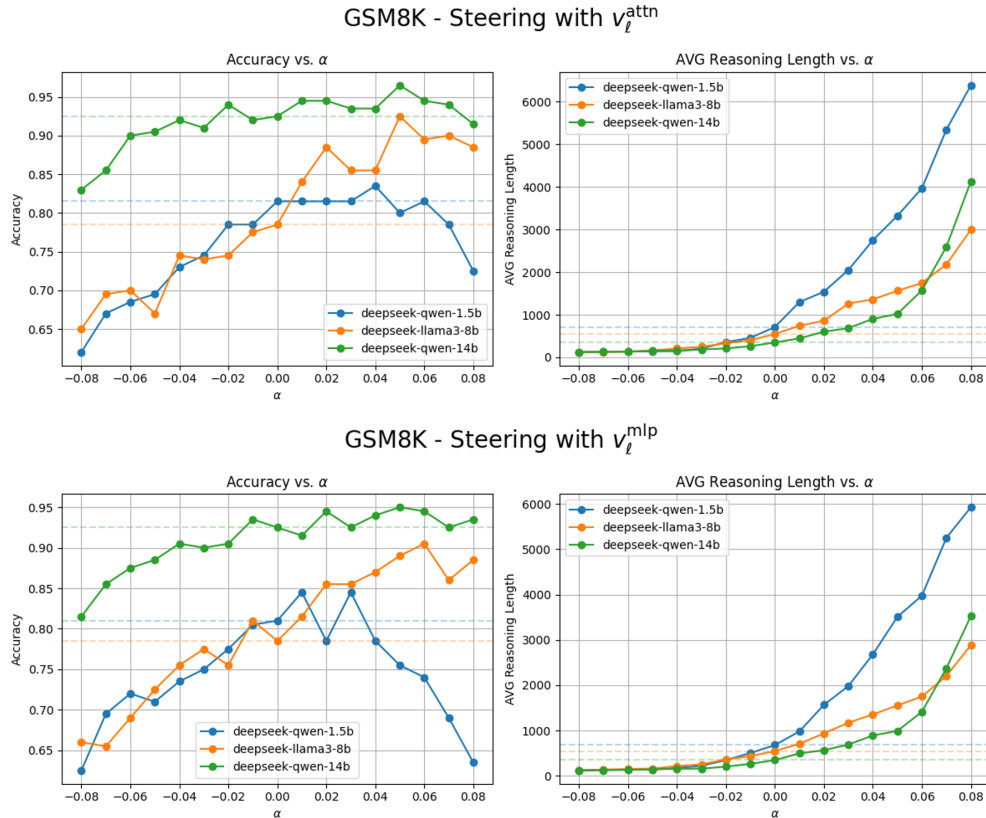 GSM8K - Steering with v_ℓ^attn
Accuracy vs. α
Accuracy
0.95
0.90
0.85
0.80
0.75
0.70
0.65
deepseek-qwen-1.5b
deepseek-llama3-8b
deepseek-qwen-14b
−0.08 −0.06 −0.04 −0.02 0.00 0.02 0.04 0.06 0.08
α
AVG Reasoning Length vs. α
AVG Reasoning Length
6000
5000
4000
3000
2000
1000
0
deepseek-qwen-1.5b
deepseek-llama3-8b
deepseek-qwen-14b
−0.08 −0.06 −0.04 −0.02 0.00 0.02 0.04 0.06 0.08
α
GSM8K - Steering with v_ℓ^mlp
Accuracy vs. α
Accuracy
0.95
0.90
0.85
0.80
0.75
0.70
0.65
deepseek-qwen-1.5b
deepseek-llama3-8b
deepseek-qwen-14b
−0.08 −0.06 −0.04 −0.02 0.00 0.02 0.04 0.06 0.08
α
AVG Reasoning Length vs. α
AVG Reasoning Length
6000
5000
4000
3000
2000
1000
0
deepseek-qwen-1.5b
deepseek-llama3-8b
deepseek-qwen-14b
−0.08 −0.06 −0.04 −0.02 0.00 0.02 0.04 0.06 0.08
α